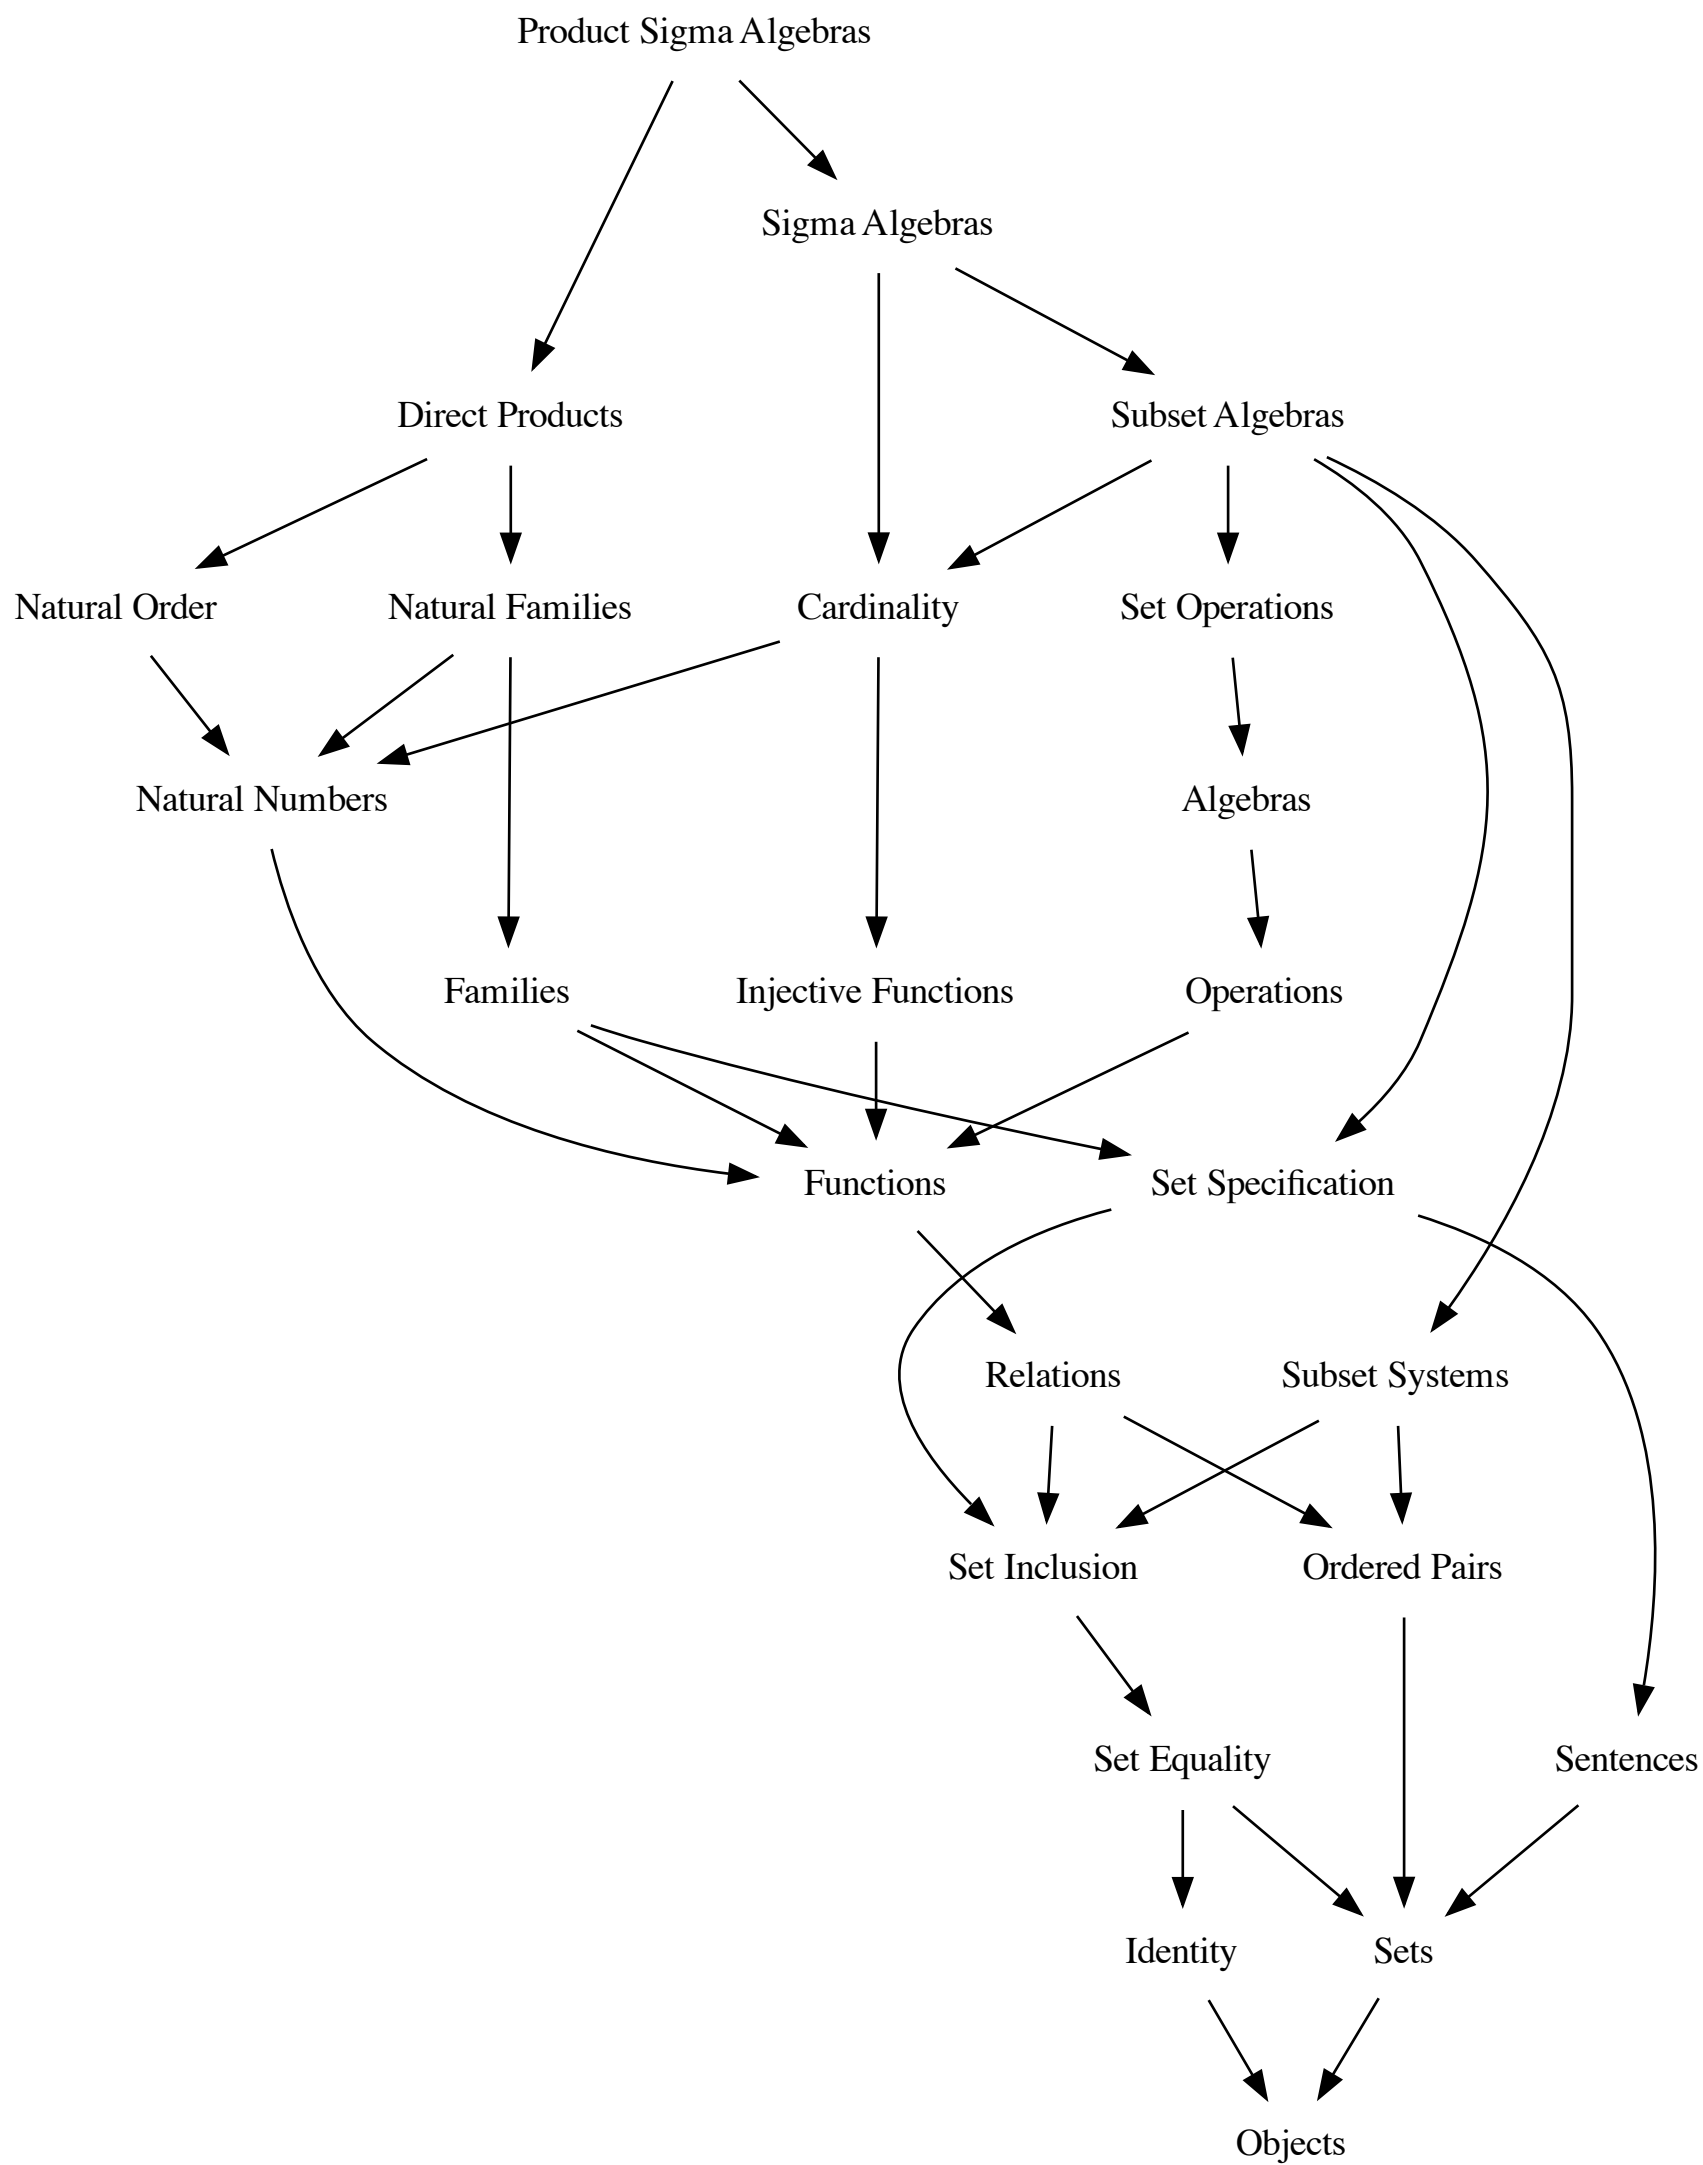 Product Sigma Algebras
Sigma Algebras
Direct Products
Subset Algebras
Natural Order
Natural Families
Cardinality
Set Operations
Natural Numbers
Algebras
Families
Injective Functions
Operations
Functions
Set Specification
Relations
Subset Systems
Set Inclusion
Ordered Pairs
Set Equality
Sentences
Identity
Sets
Objects